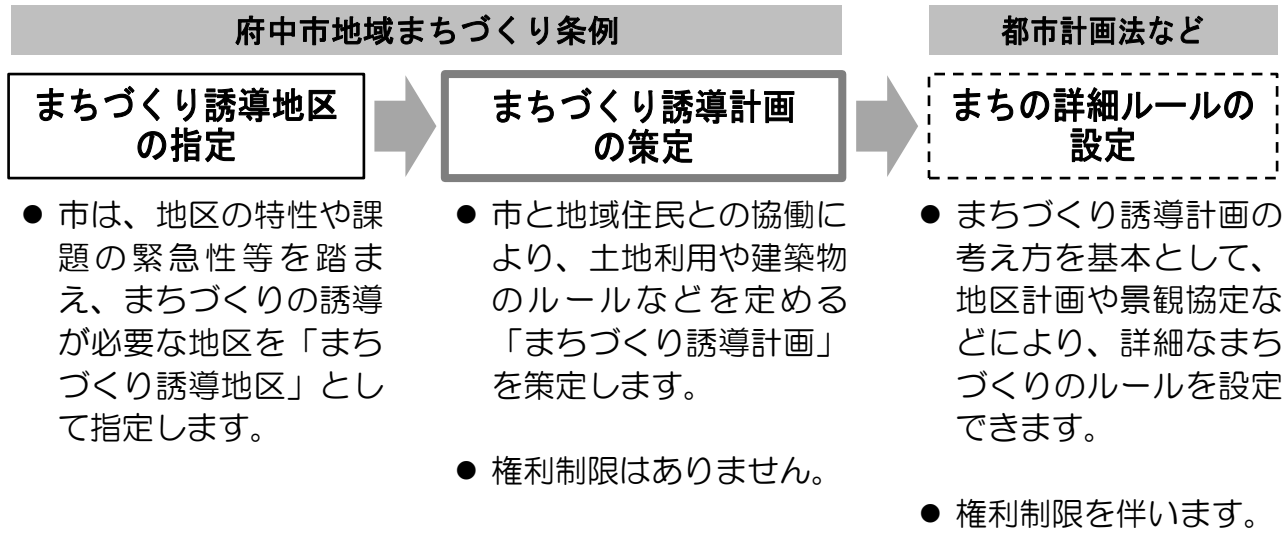 府中市地域まちづくり条例
都市計画法など
まちづくり誘導地区
の指定
まちづくり誘導計画
の策定
まちの詳細ルールの
設定
● 市は、地区の特性や課
題の緊急性等を踏ま
え、まちづくりの誘導
が必要な地区を「まち
づくり誘導地区」とし
て指定します。
● 市と地域住民との協働に
より、土地利用や建築物
のルールなどを定める
「まちづくり誘導計画」
を策定します。
● 権利制限はありません。
● まちづくり誘導計画の
考え方を基本として、
地区計画や景観協定な
どにより、詳細なまち
づくりのルールを設定
できます。
● 権利制限を伴います。